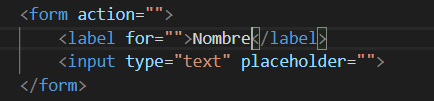 <form action="">
<label for="">Nombre</label>
<input type="text" placeholder="">
</form>